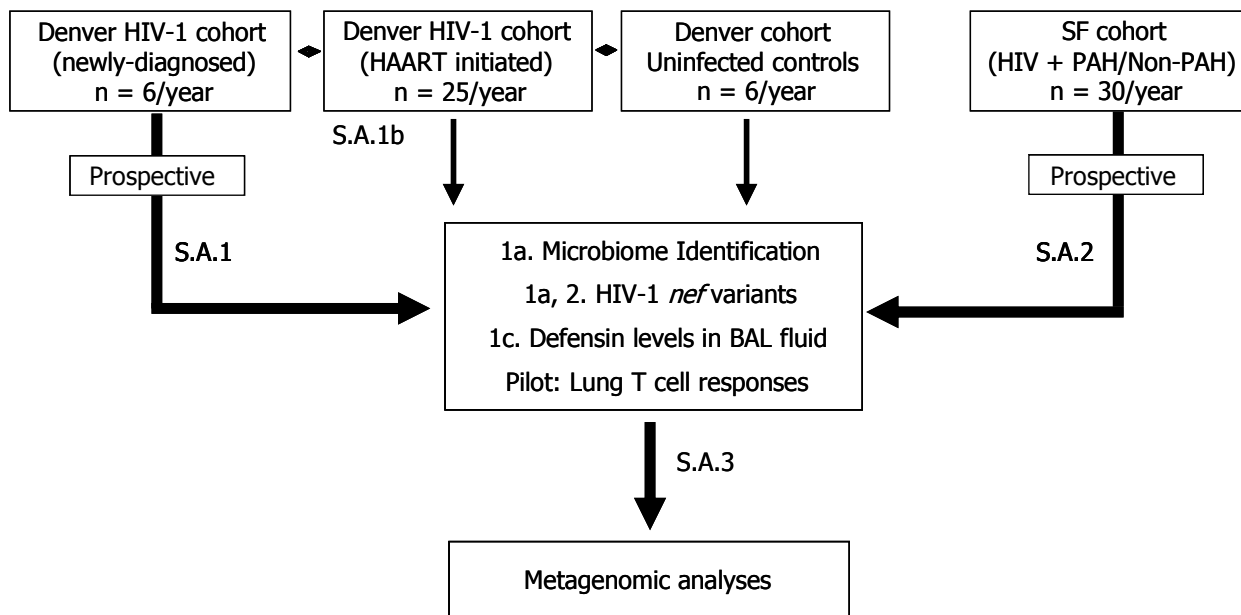 Denver HIV-1 cohort
(newly-diagnosed)
n = 6/year
Denver HIV-1 cohort
(HAART initiated)
n = 25/year
Denver cohort
Uninfected controls
n = 6/year
SF cohort
(HIV + PAH/Non-PAH)
n = 30/year
S.A.1b
Prospective
Prospective
S.A.1
S.A.2
1a. Microbiome Identification
1a, 2. HIV-1 nef variants
1c. Defensin levels in BAL fluid
Pilot: Lung T cell responses
S.A.3
Metagenomic analyses